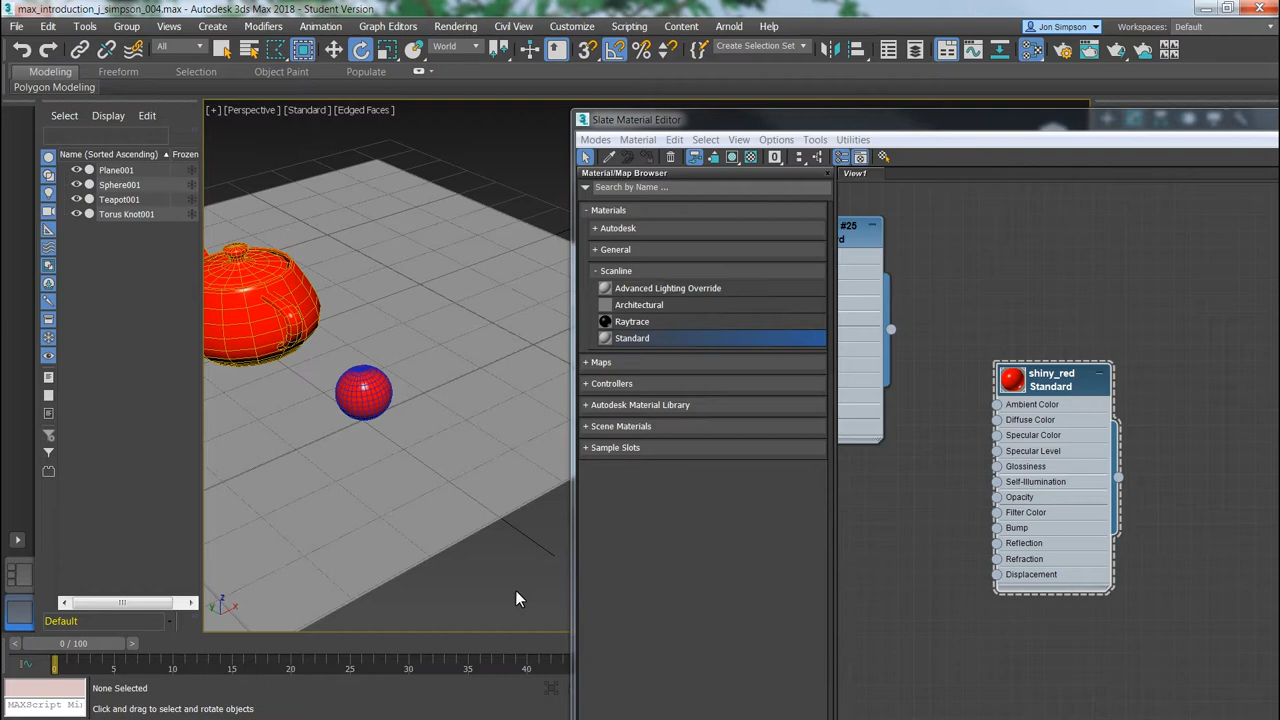 max_introduction_j_simpson_004.max - Autodesk 3ds Max 2018 - Student Version
File Edit Tools Group Views Create Modifiers Animation Graph Editors Rendering Civil View Customize Scripting Content Arnold Help Jon Simpson Workspaces: Default
All World Create Selection Set
Modeling Freeform Selection Object Paint Populate
Polygon Modeling
Select Display Edit
[+] [Perspective] [Standard] [Edged Faces]
Name (Sorted Ascending) Frozen
Plane001
Sphere001
Teapot001
Torus Knot001
Default
0 / 100
0 5 10 15 20 25 30 35 40
None Selected
MAXScript Mi
Click and drag to select and rotate objects
Slate Material Editor
Modes Material Edit Select View Options Tools Utilities
Material/Map Browser
View1
Search by Name ...
- Materials
+ Autodesk
+ General
- Scanline
Advanced Lighting Override
Architectural
Raytrace
Standard
+ Maps
+ Controllers
+ Autodesk Material Library
+ Scene Materials
+ Sample Slots
#25
rd
shiny_red
Standard
Ambient Color
Diffuse Color
Specular Color
Specular Level
Glossiness
Self-Illumination
Opacity
Filter Color
Bump
Reflection
Refraction
Displacement
z
y x